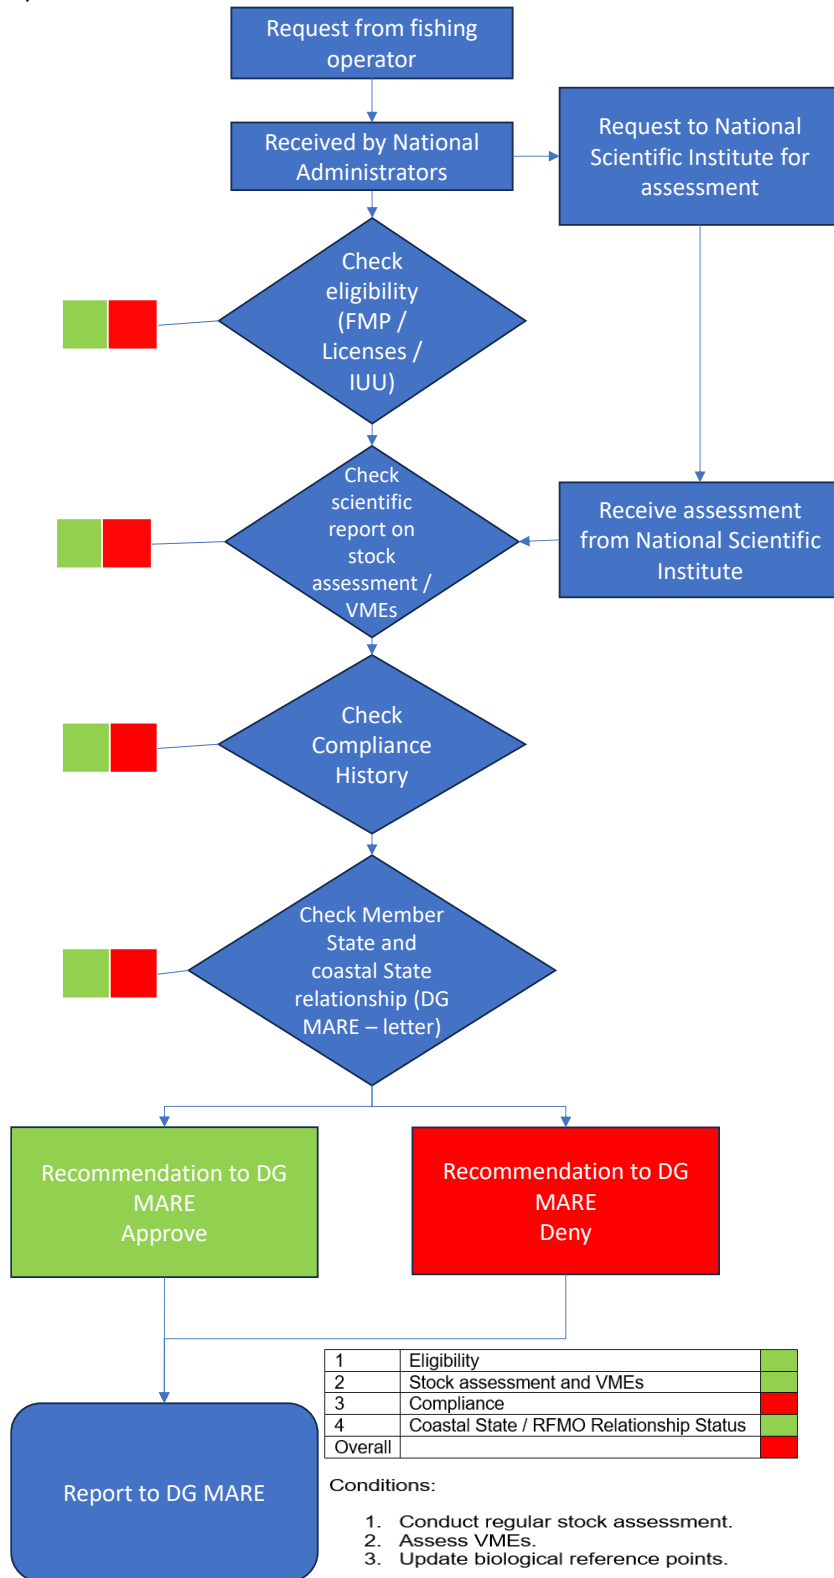 Request from fishing
operator
Received by National
Administrators
Request to National
Scientific Institute for
assessment
Check
eligibility
(FMP /
Licenses /
IUU)
Check
scientific
report on
stock
assessment /
VMEs
Receive assessment
from National Scientific
Institute
Check
Compliance
History
Check Member
State and
coastal State
relationship (DG
MARE – letter)
Recommendation to DG
MARE
Approve
Recommendation to DG
MARE
Deny
Report to DG MARE
1 Eligibility
2 Stock assessment and VMEs
3 Compliance
4 Coastal State / RFMO Relationship Status
Overall
Conditions:
1. Conduct regular stock assessment.
2. Assess VMEs.
3. Update biological reference points.